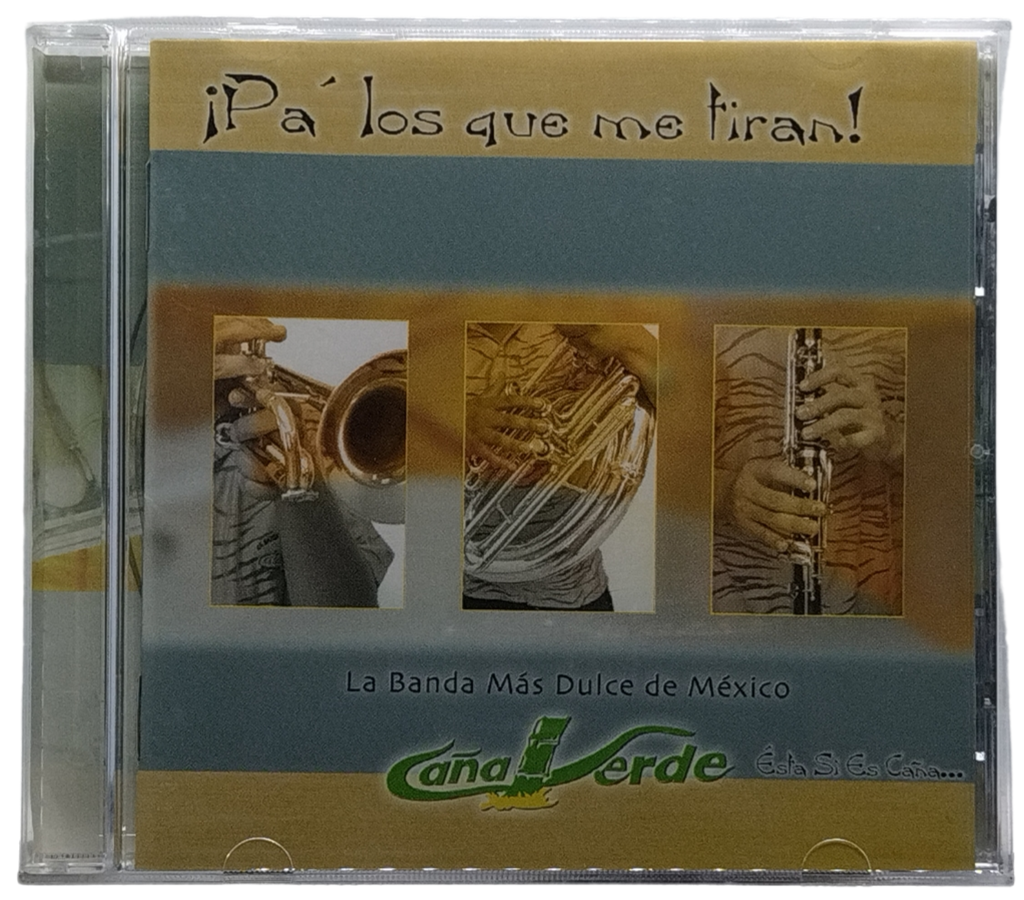 ¡Pa´ los que me tiran!
La Banda Más Dulce de México
Caña Verde
Ésta Si Es Caña...